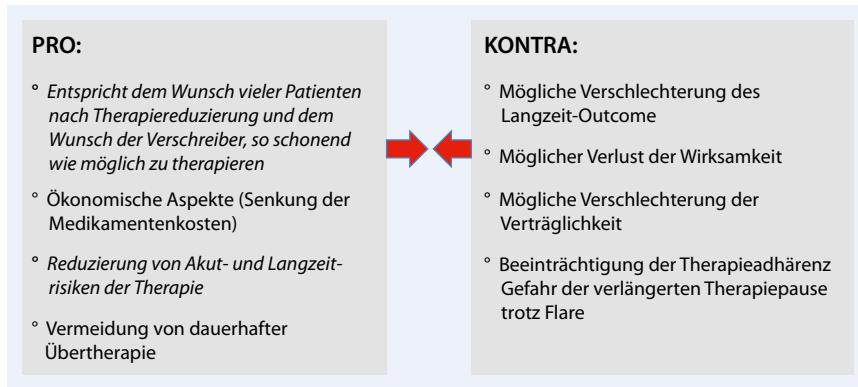 PRO:
° Entspricht dem Wunsch vieler Patienten
nach Therapiereduzierung und dem
Wunsch der Verschreiber, so schonend
wie möglich zu therapieren
° Ökonomische Aspekte (Senkung der
Medikamentenkosten)
° Reduzierung von Akut- und Langzeit-
risiken der Therapie
° Vermeidung von dauerhafter
Übertherapie
KONTRA:
° Mögliche Verschlechterung des
Langzeit-Outcome
° Möglicher Verlust der Wirksamkeit
° Mögliche Verschlechterung der
Verträglichkeit
° Beeinträchtigung der Therapieadhärenz
Gefahr der verlängerten Therapiepause
trotz Flare